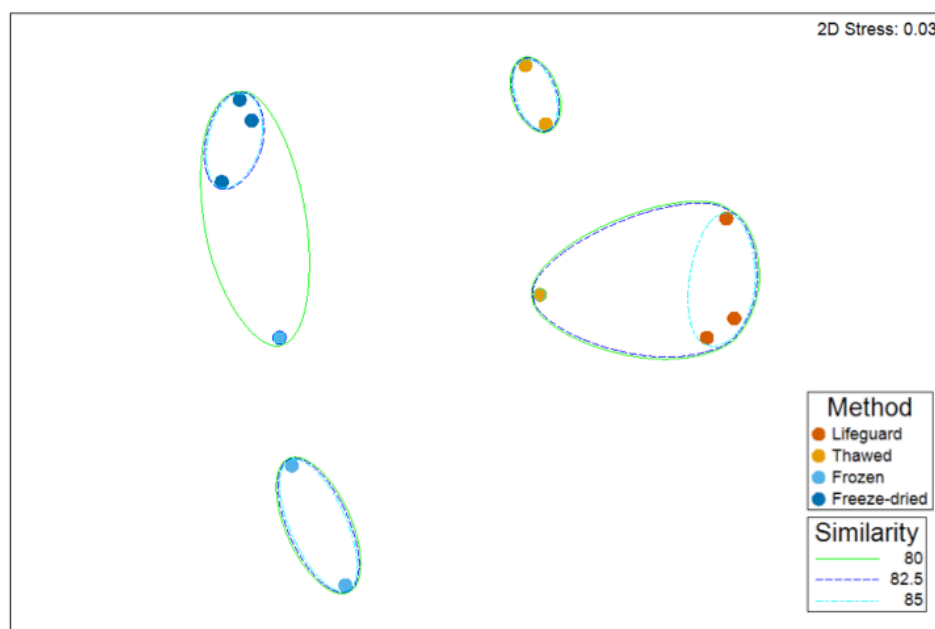 2D Stress: 0.03
Method
Lifeguard
Thawed
Frozen
Freeze-dried
Similarity
80
82.5
85